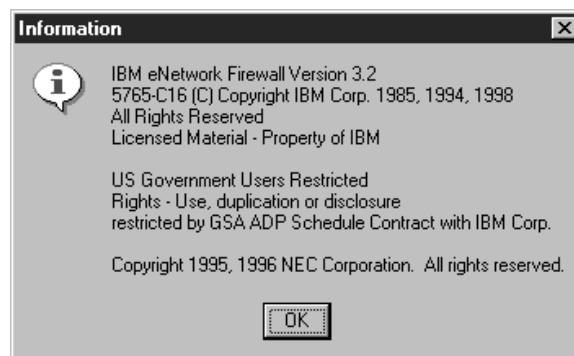 Information
IBM eNetwork Firewall Version 3.2
5765-C16 (C) Copyright IBM Corp. 1985, 1994, 1998
All Rights Reserved
Licensed Material - Property of IBM
US Government Users Restricted
Rights - Use, duplication or disclosure
restricted by GSA ADP Schedule Contract with IBM Corp.
Copyright 1995, 1996 NEC Corporation. All rights reserved.
OK